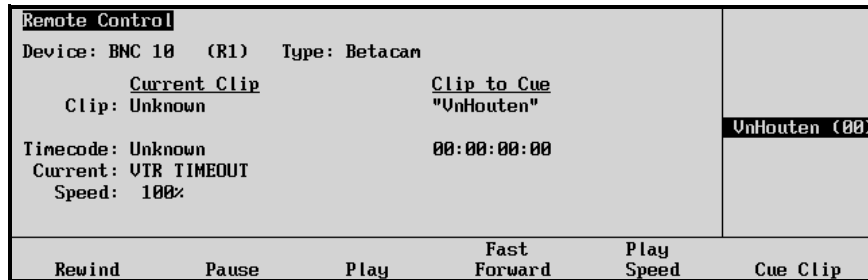 Remote Control
Device: BNC 10 (R1) Type: Betacam
Current Clip Clip to Cue
Clip: Unknown "VnHouten"
VnHouten (00)
Timecode: Unknown 00:00:00:00
Current: VTR TIMEOUT
Speed: 100%
Rewind Pause Play Fast Forward Play Speed Cue Clip